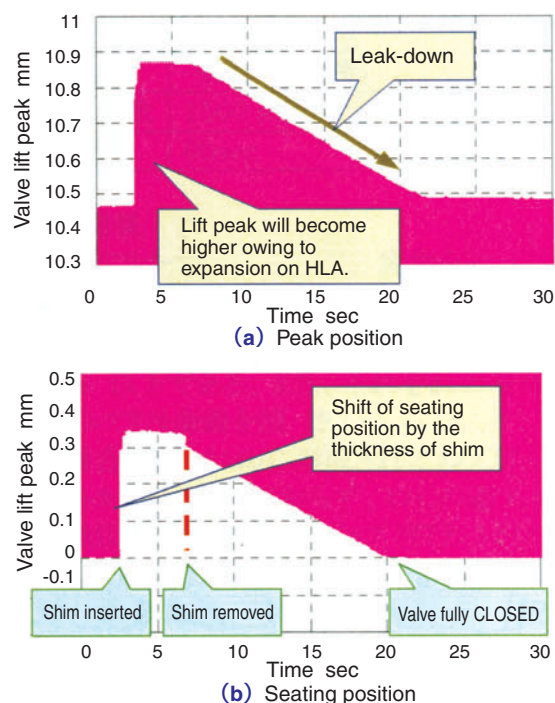 11
10.9
10.8
10.7
10.6
10.5
10.4
10.3
Valve lift peak mm
Leak-down
Lift peak will become
higher owing to
expansion on HLA.
0 5 10 15 20 25 30
Time sec
(a) Peak position
0.5
0.4
0.3
0.2
0.1
0
-0.1
Valve lift peak mm
Shift of seating
position by the
thickness of shim
Shim inserted
Shim removed
Valve fully CLOSED
0 5 10 15 20 25 30
Time sec
(b) Seating position